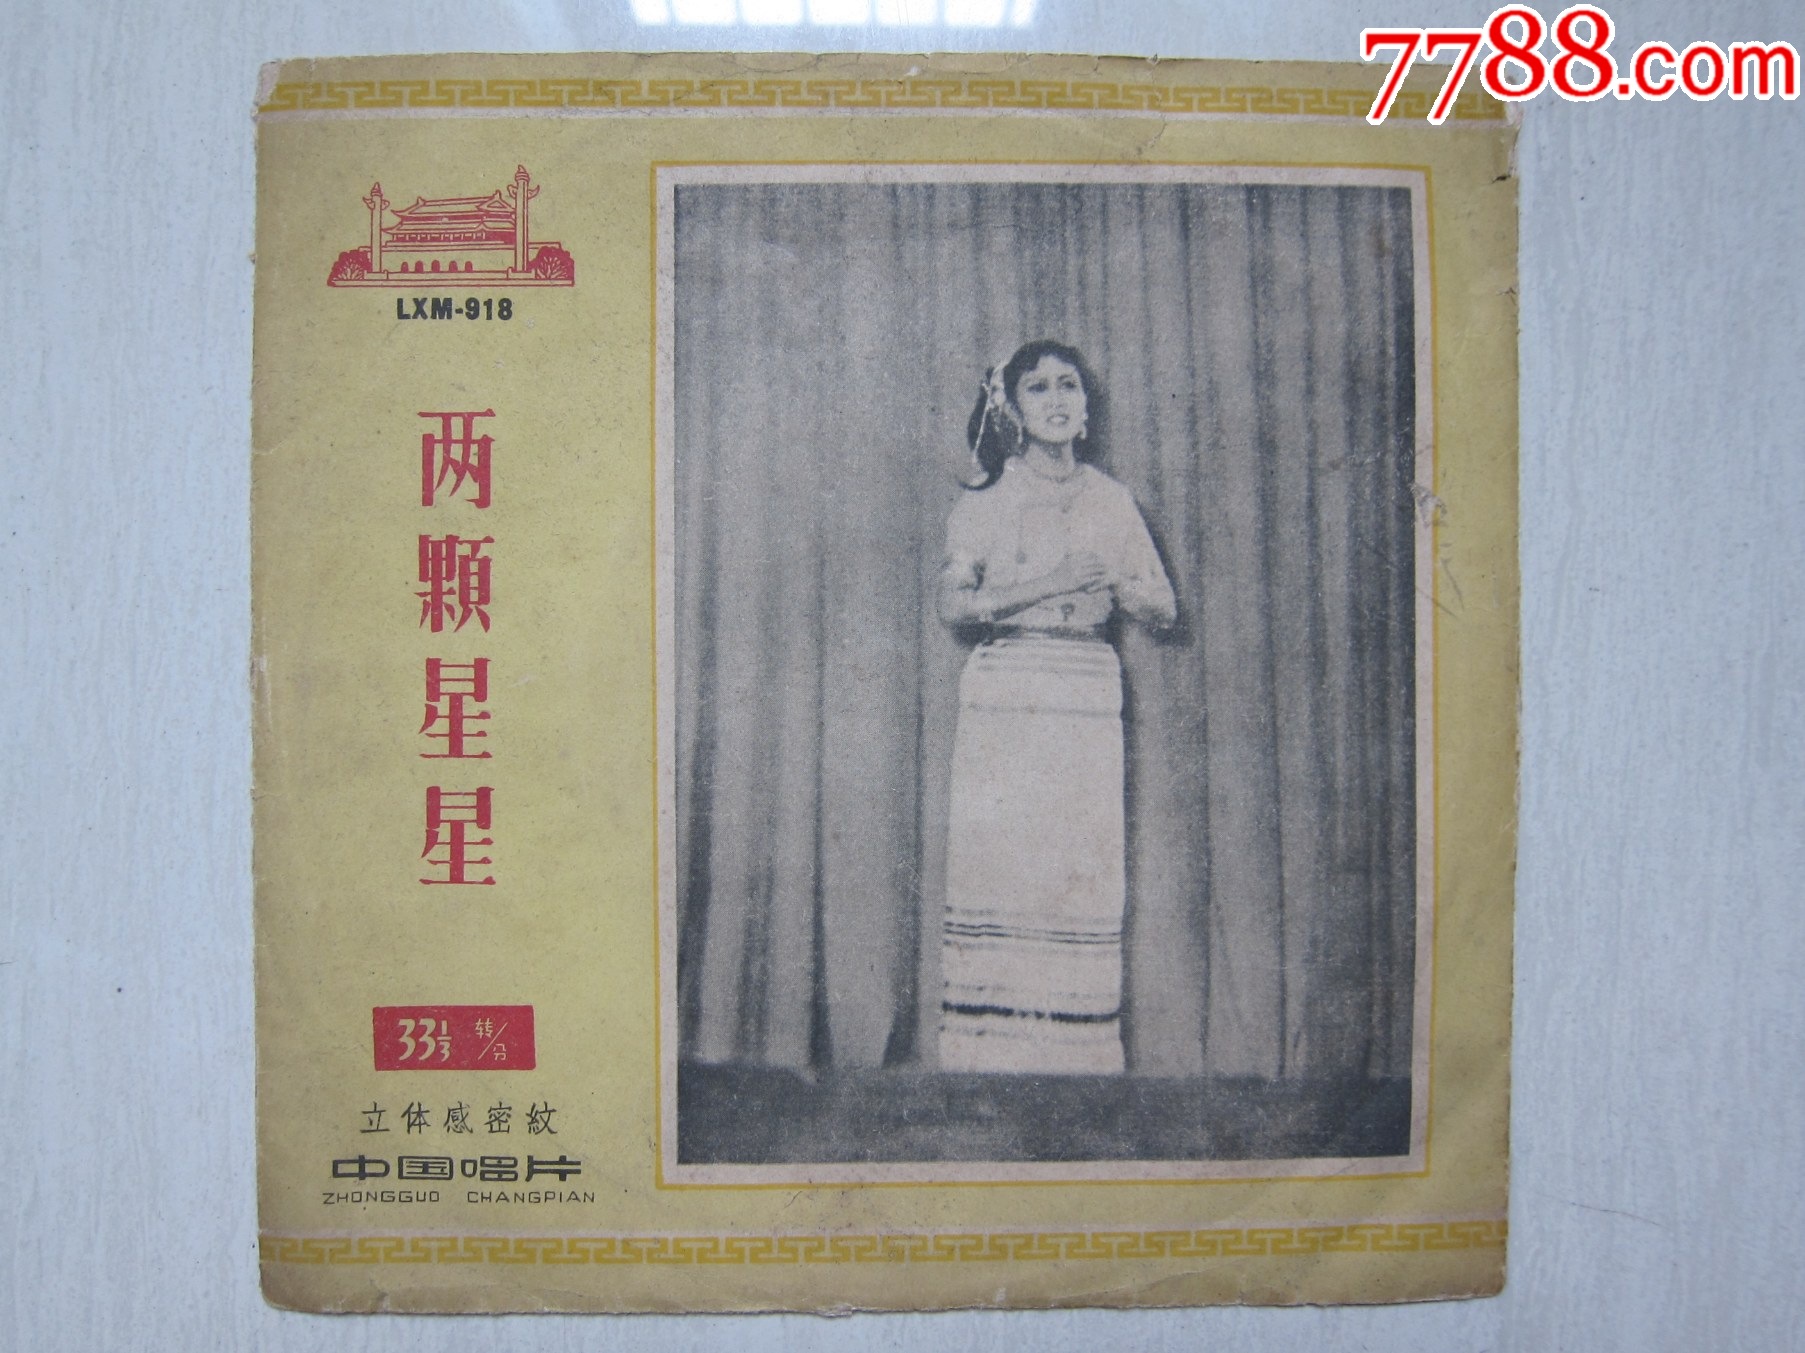 7788.com
LXM-918
两顆星星
33⅓ 转/分
立体感密紋
中国唱片
ZHONGGUO CHANGPIAN